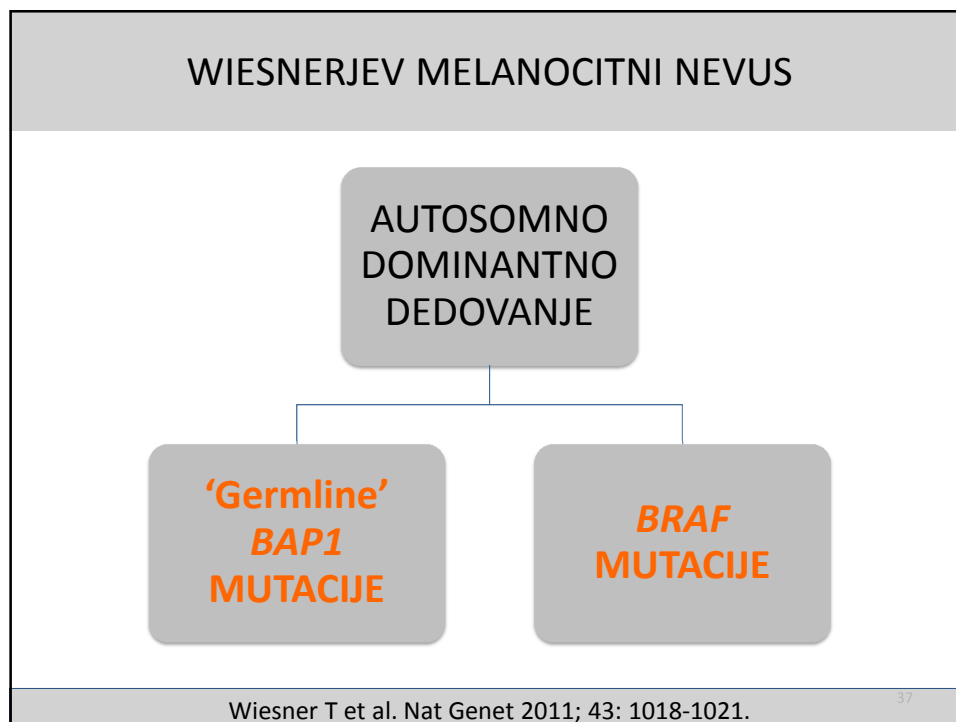 WIESNERJEV MELANOCITNI NEVUS
AUTOSOMNO
DOMINANTNO
DEDOVANJE
‘Germline’
BAP1
MUTACIJE
BRAF
MUTACIJE
Wiesner T et al. Nat Genet 2011; 43: 1018-1021.
37